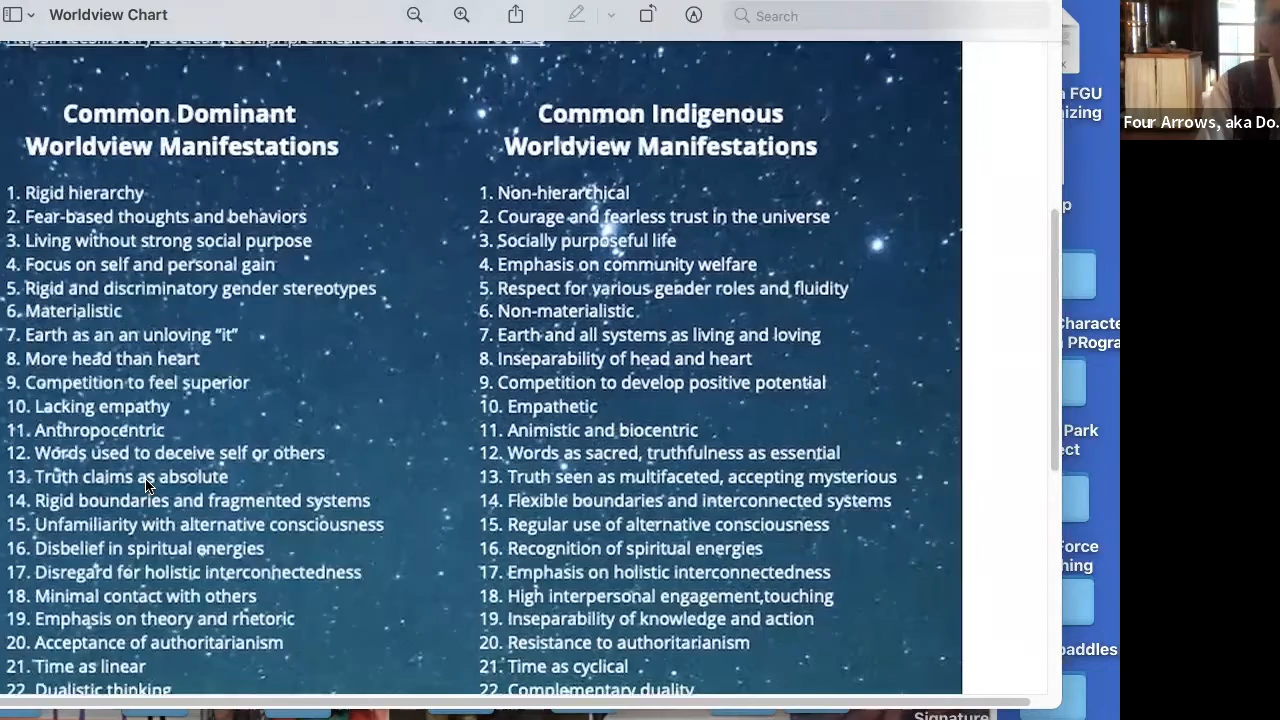 Worldview Chart
Search
Common Dominant
Worldview Manifestations
1. Rigid hierarchy
2. Fear-based thoughts and behaviors
3. Living without strong social purpose
4. Focus on self and personal gain
5. Rigid and discriminatory gender stereotypes
6. Materialistic
7. Earth as an an unloving “it”
8. More head than heart
9. Competition to feel superior
10. Lacking empathy
11. Anthropocentric
12. Words used to deceive self or others
13. Truth claims as absolute
14. Rigid boundaries and fragmented systems
15. Unfamiliarity with alternative consciousness
16. Disbelief in spiritual energies
17. Disregard for holistic interconnectedness
18. Minimal contact with others
19. Emphasis on theory and rhetoric
20. Acceptance of authoritarianism
21. Time as linear
22. Dualistic thinking
Common Indigenous
Worldview Manifestations
1. Non-hierarchical
2. Courage and fearless trust in the universe
3. Socially purposeful life
4. Emphasis on community welfare
5. Respect for various gender roles and fluidity
6. Non-materialistic
7. Earth and all systems as living and loving
8. Inseparability of head and heart
9. Competition to develop positive potential
10. Empathetic
11. Animistic and biocentric
12. Words as sacred, truthfulness as essential
13. Truth seen as multifaceted, accepting mysterious
14. Flexible boundaries and interconnected systems
15. Regular use of alternative consciousness
16. Recognition of spiritual energies
17. Emphasis on holistic interconnectedness
18. High interpersonal engagement,touching
19. Inseparability of knowledge and action
20. Resistance to authoritarianism
21. Time as cyclical
22. Complementary duality
FGU
izing
p
Characte
PRogra
Park
ect
Force
hing
paddles
Signature
Four Arrows, aka Do...